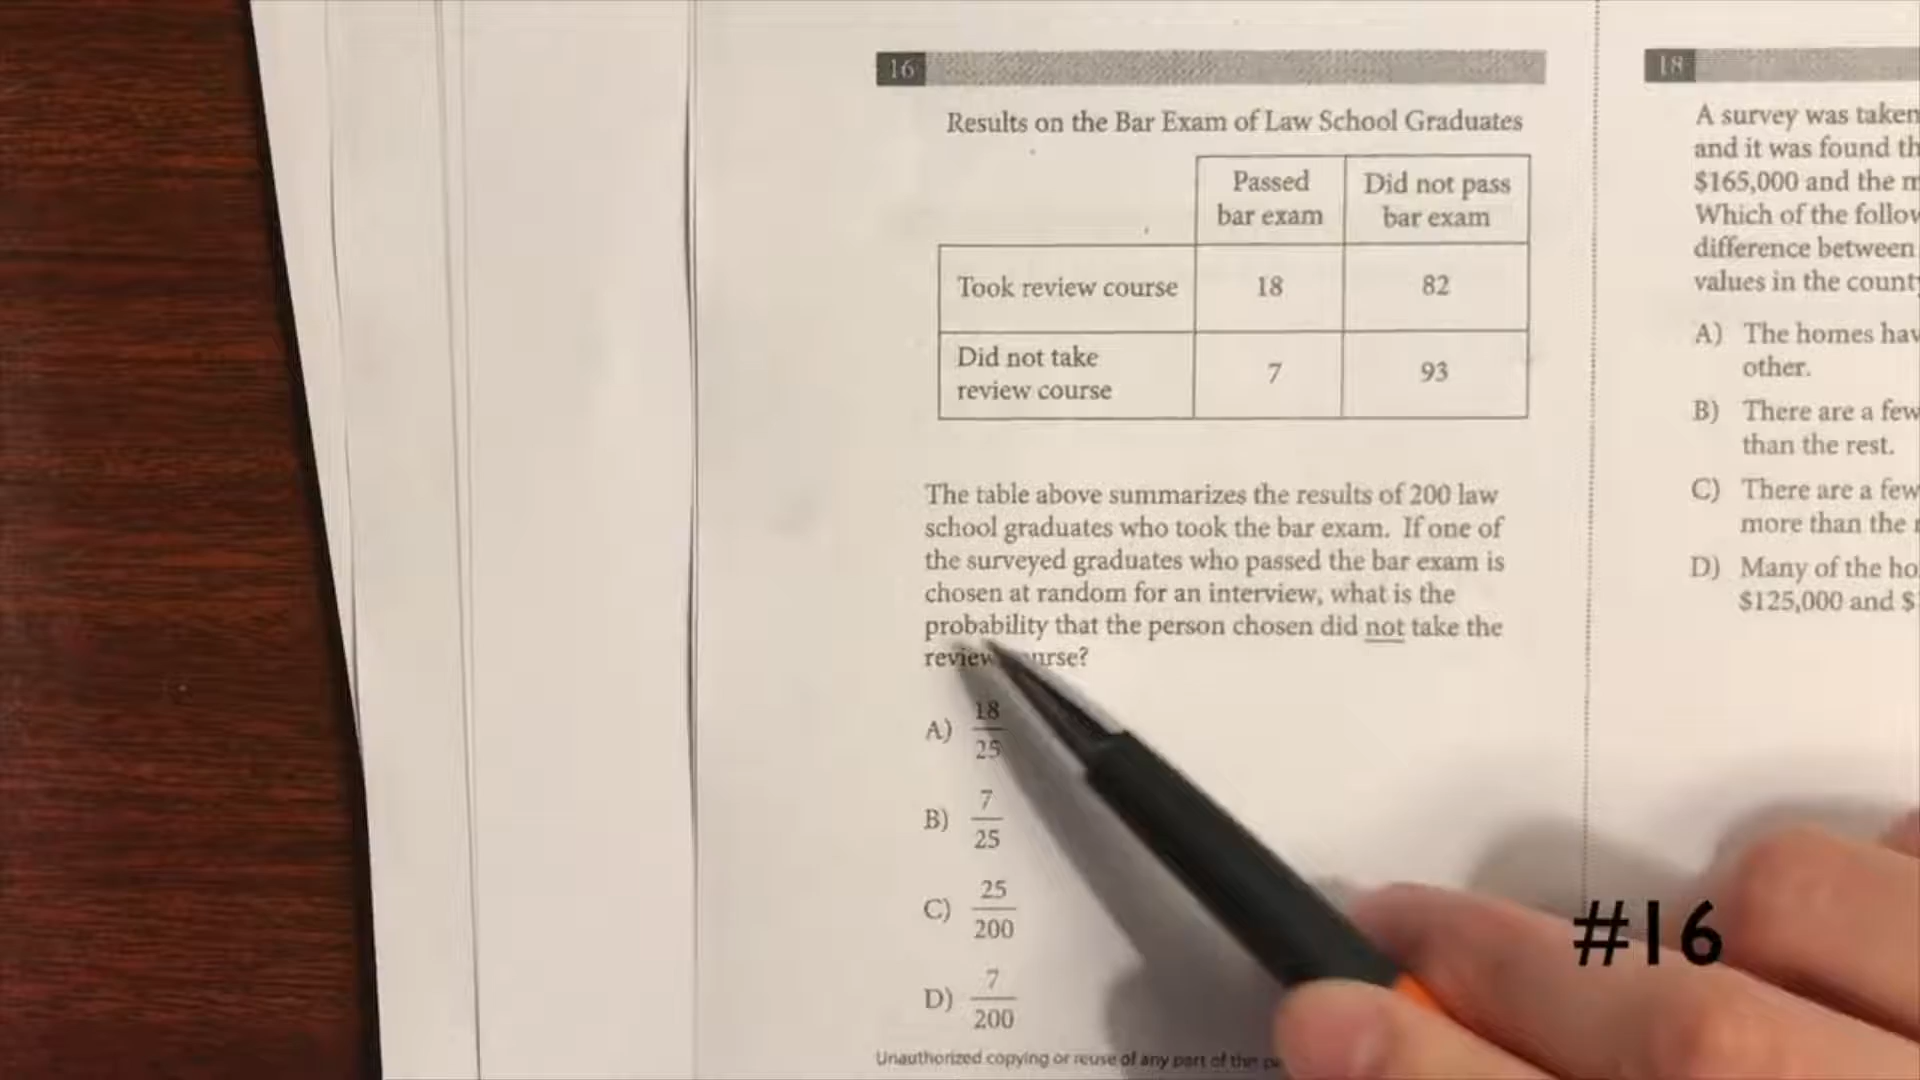 16
Results on the Bar Exam of Law School Graduates
Passed bar exam
Did not pass bar exam
Took review course 18 82
Did not take review course 7 93
The table above summarizes the results of 200 law
school graduates who took the bar exam. If one of
the surveyed graduates who passed the bar exam is
chosen at random for an interview, what is the
probability that the person chosen did not take the
review
A) 18/25
B) 7/25
C) 25/200
D) 7/200
Unauthorized copying or reuse of any part of this
18
A survey was taken
and it was found
$165,000 and the
Which of the
difference between
values in the
A) The homes
other.
B) There are a few
than the rest.
C) There are a few
more than the
D) Many of the
$125,000 and
#16